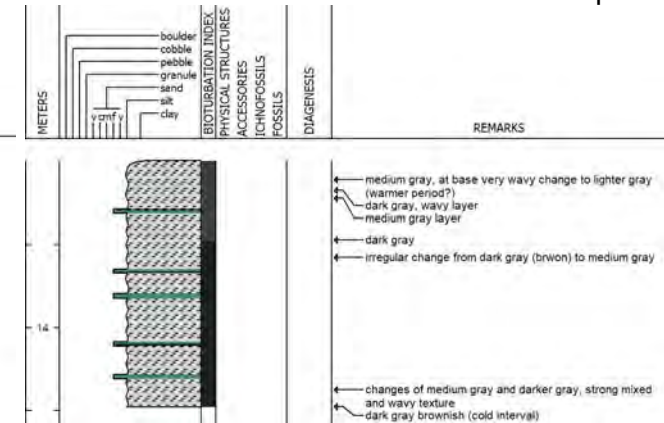 boulder
cobble
pebble
granule
sand
silt
clay
vcmf v
METERS
BIOTURBATION INDEX
PHYSICAL STRUCTURES
ACCESSORIES
ICHNOFOSSILS
FOSSILS
DIAGENESIS
REMARKS
medium gray, at base very wavy change to lighter gray
(warmer period?)
dark gray, wavy layer
medium gray layer
dark gray
irregular change from dark gray (brwon) to medium gray
14
changes of medium gray and darker gray, strong mixed
and wavy texture
dark gray brownish (cold interval)